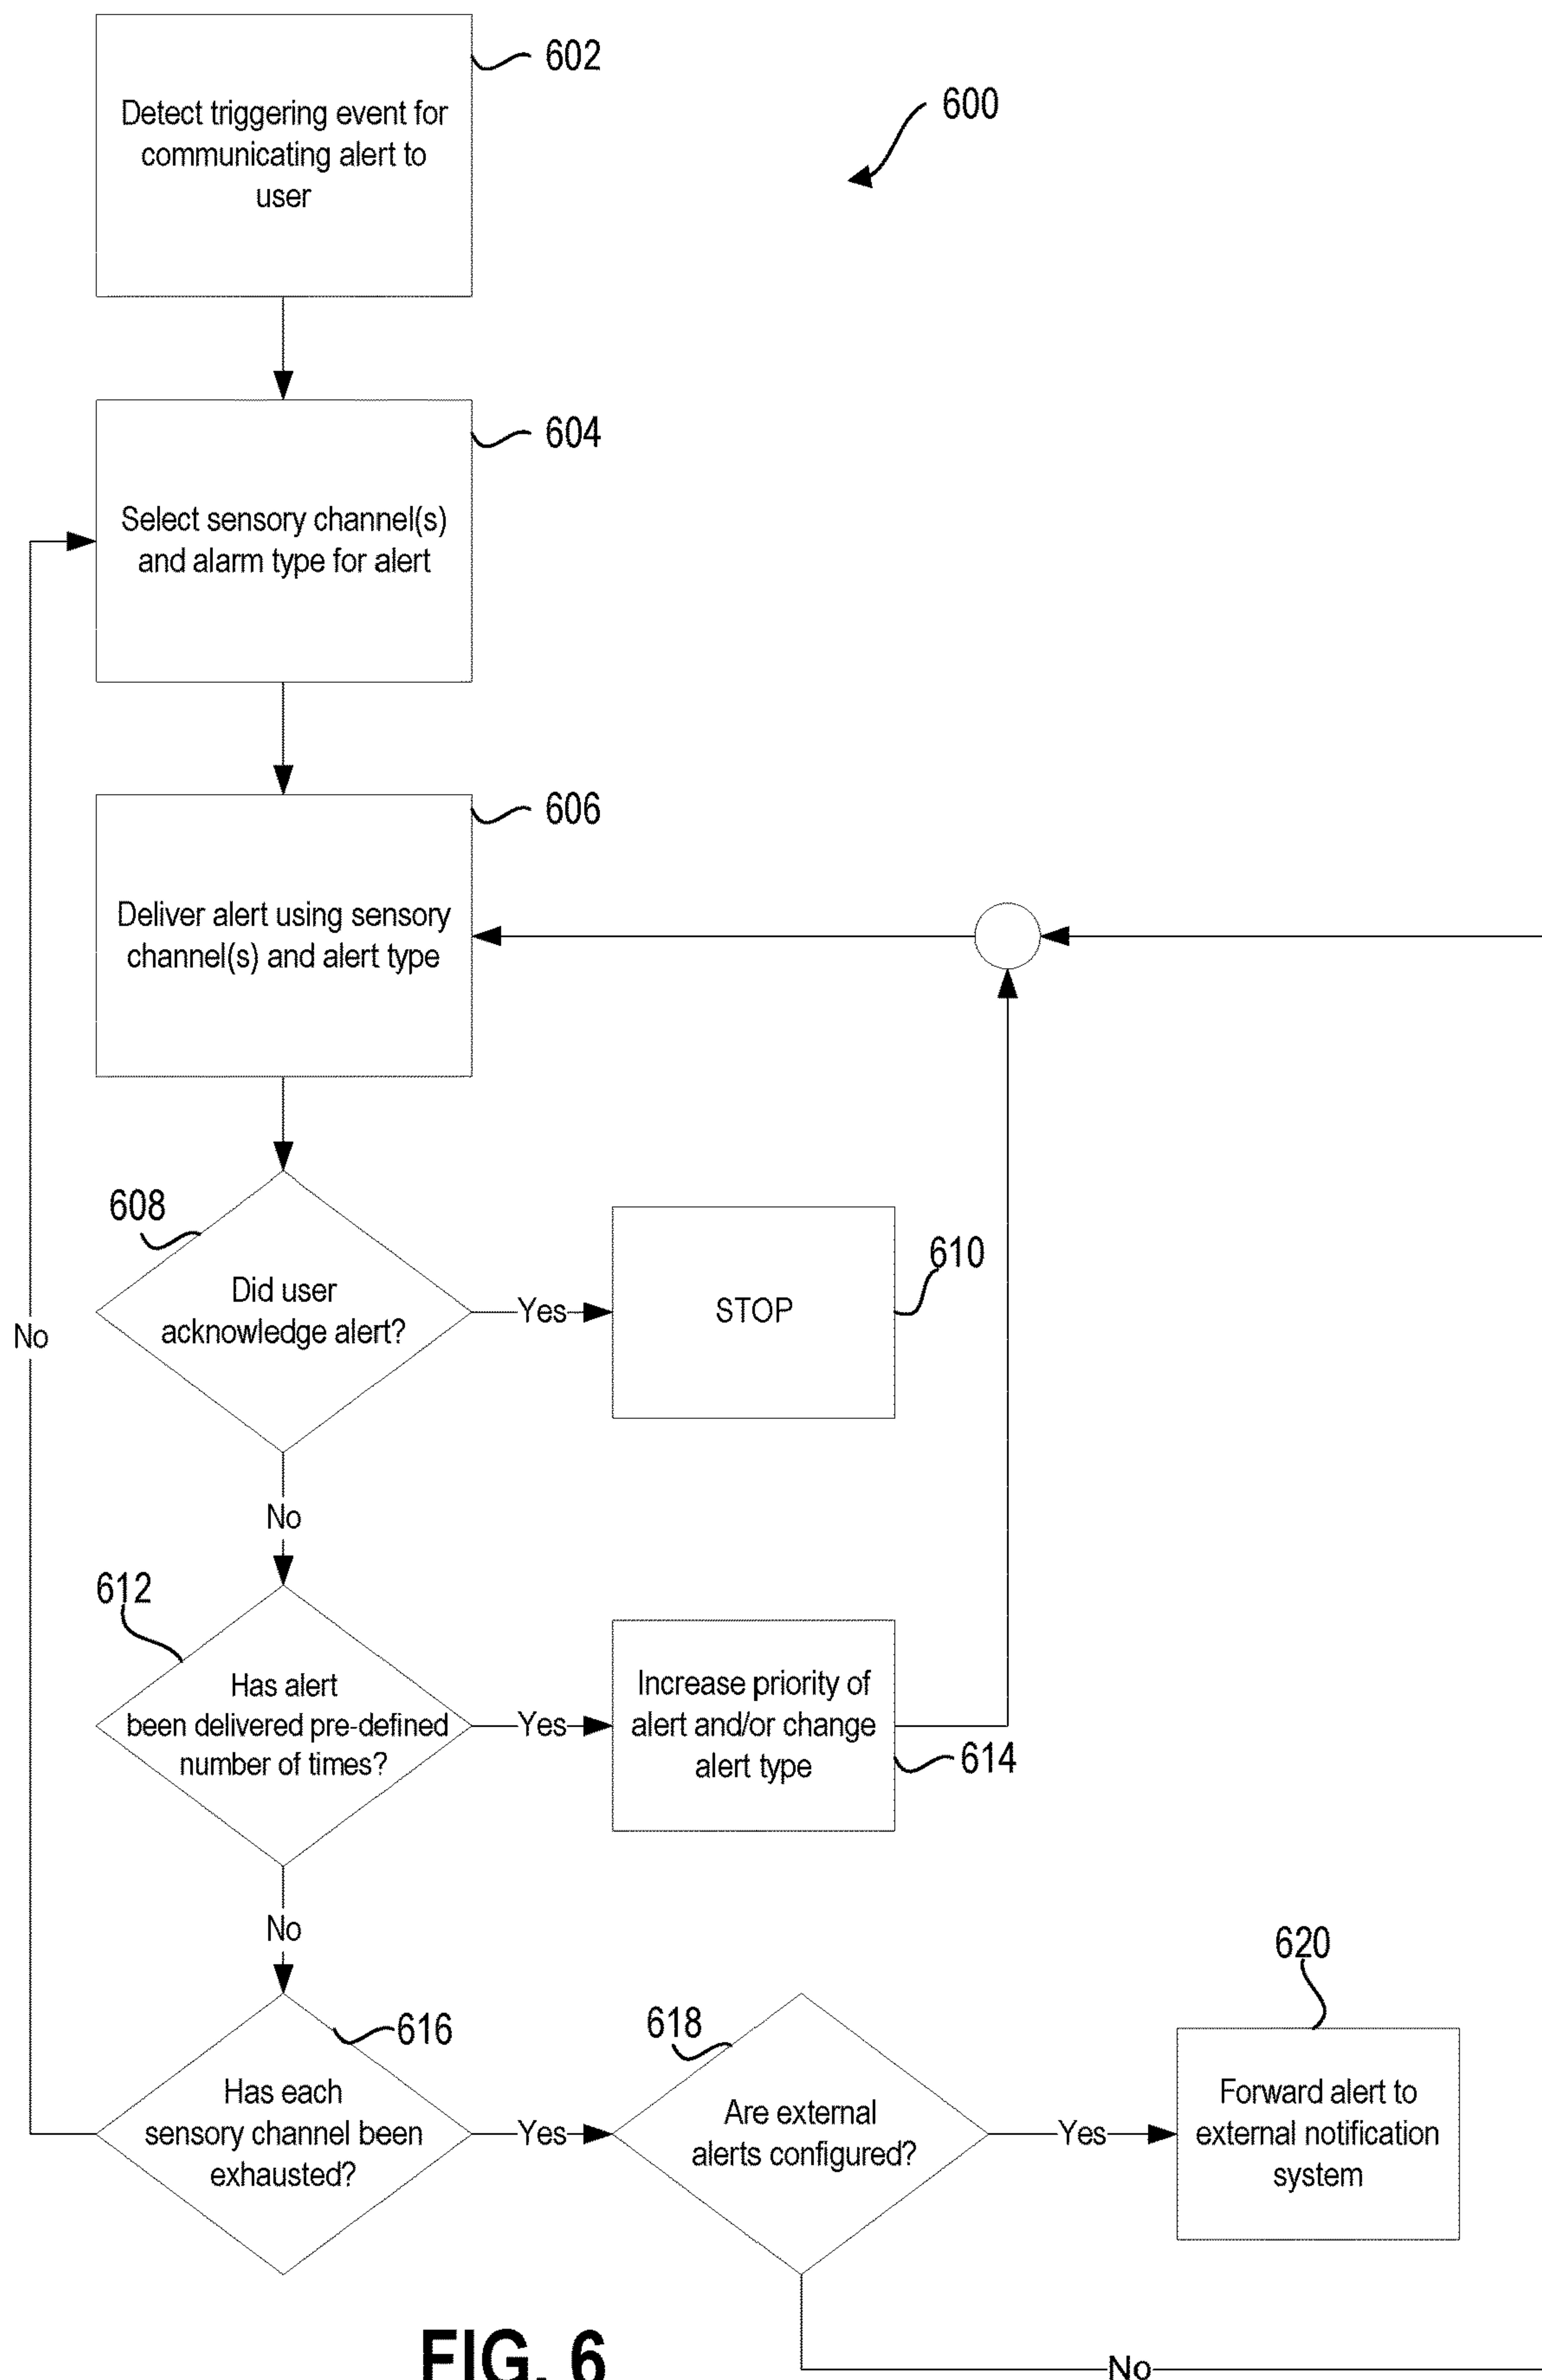 602
Detect triggering event for
communicating alert to
user
600
604
Select sensory channel(s)
and alarm type for alert
606
Deliver alert using sensory
channel(s) and alert type
608
Did user
acknowledge alert?
Yes
STOP
610
No
No
612
Has alert
been delivered pre-defined
number of times?
Yes
Increase priority of
alert and/or change
alert type
614
No
616
Has each
sensory channel been
exhausted?
Yes
618
Are external
alerts configured?
Yes
620
Forward alert to
external notification
system
No
FIG. 6